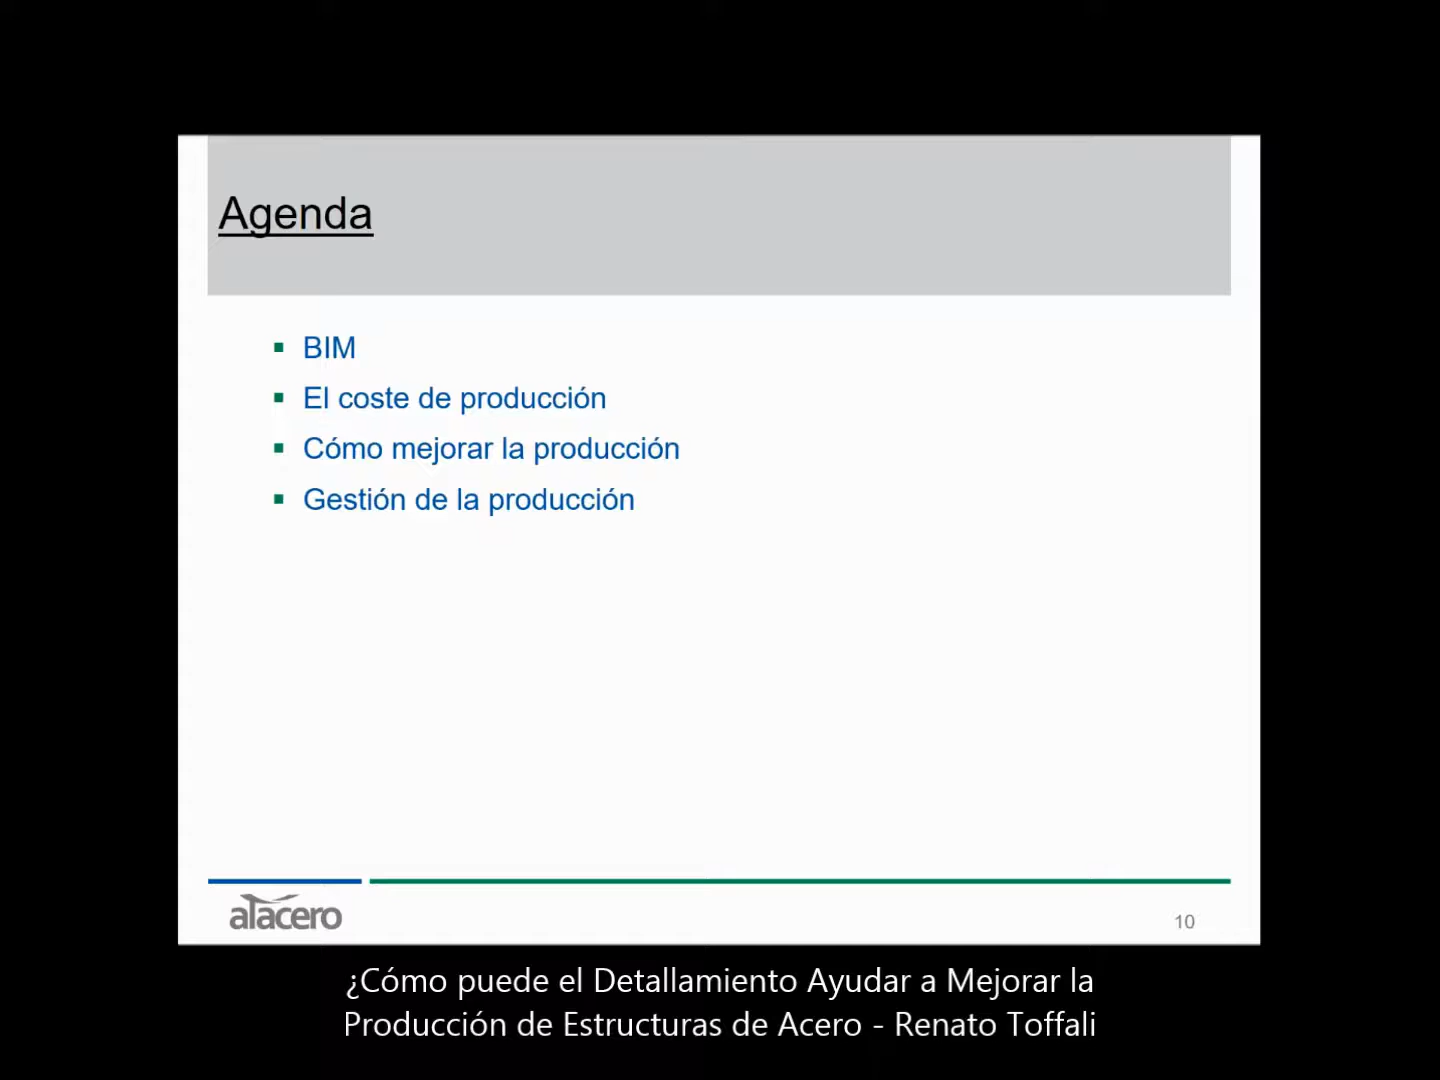 Agenda
BIM
El coste de producción
Cómo mejorar la producción
Gestión de la producción
alacero
10
¿Cómo puede el Detallamiento Ayudar a Mejorar la
Producción de Estructuras de Acero - Renato Toffali